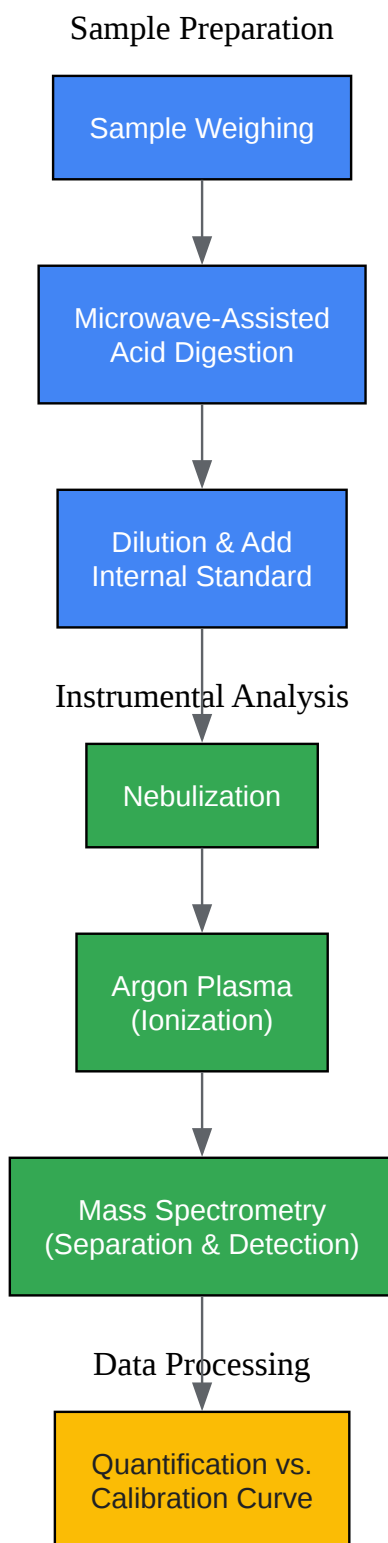 Sample Preparation
Sample Weighing
Microwave-Assisted
Acid Digestion
Dilution & Add
Internal Standard
Instrumental Analysis
Nebulization
Argon Plasma
(Ionization)
Mass Spectrometry
(Separation & Detection)
Data Processing
Quantification vs.
Calibration Curve